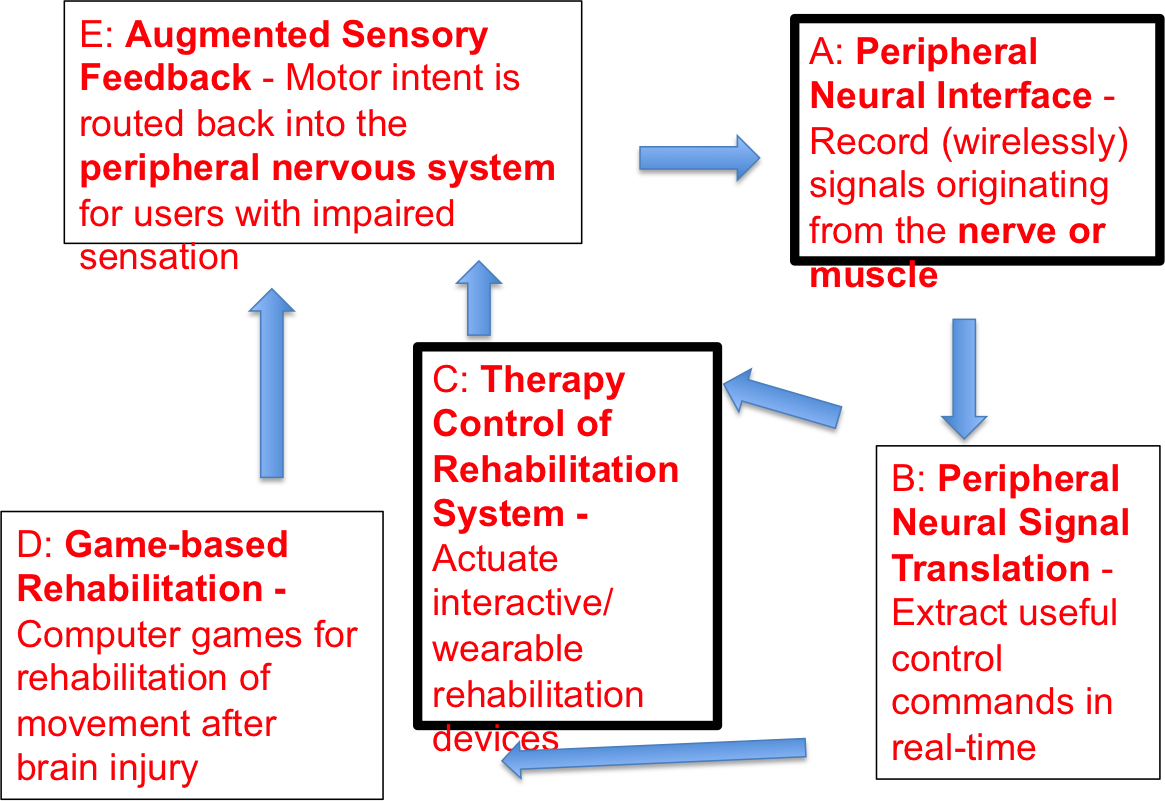 E: Augmented Sensory
Feedback - Motor intent is
routed back into the
peripheral nervous system
for users with impaired
sensation
A: Peripheral
Neural Interface -
Record (wirelessly)
signals originating
from the nerve or
muscle
B: Peripheral
Neural Signal
Translation -
Extract useful
control
commands in
real-time
C: Therapy
Control of
Rehabilitation
System -
Actuate
interactive/
wearable
rehabilitation
devices
D: Game-based
Rehabilitation -
Computer games for
rehabilitation of
movement after
brain injury